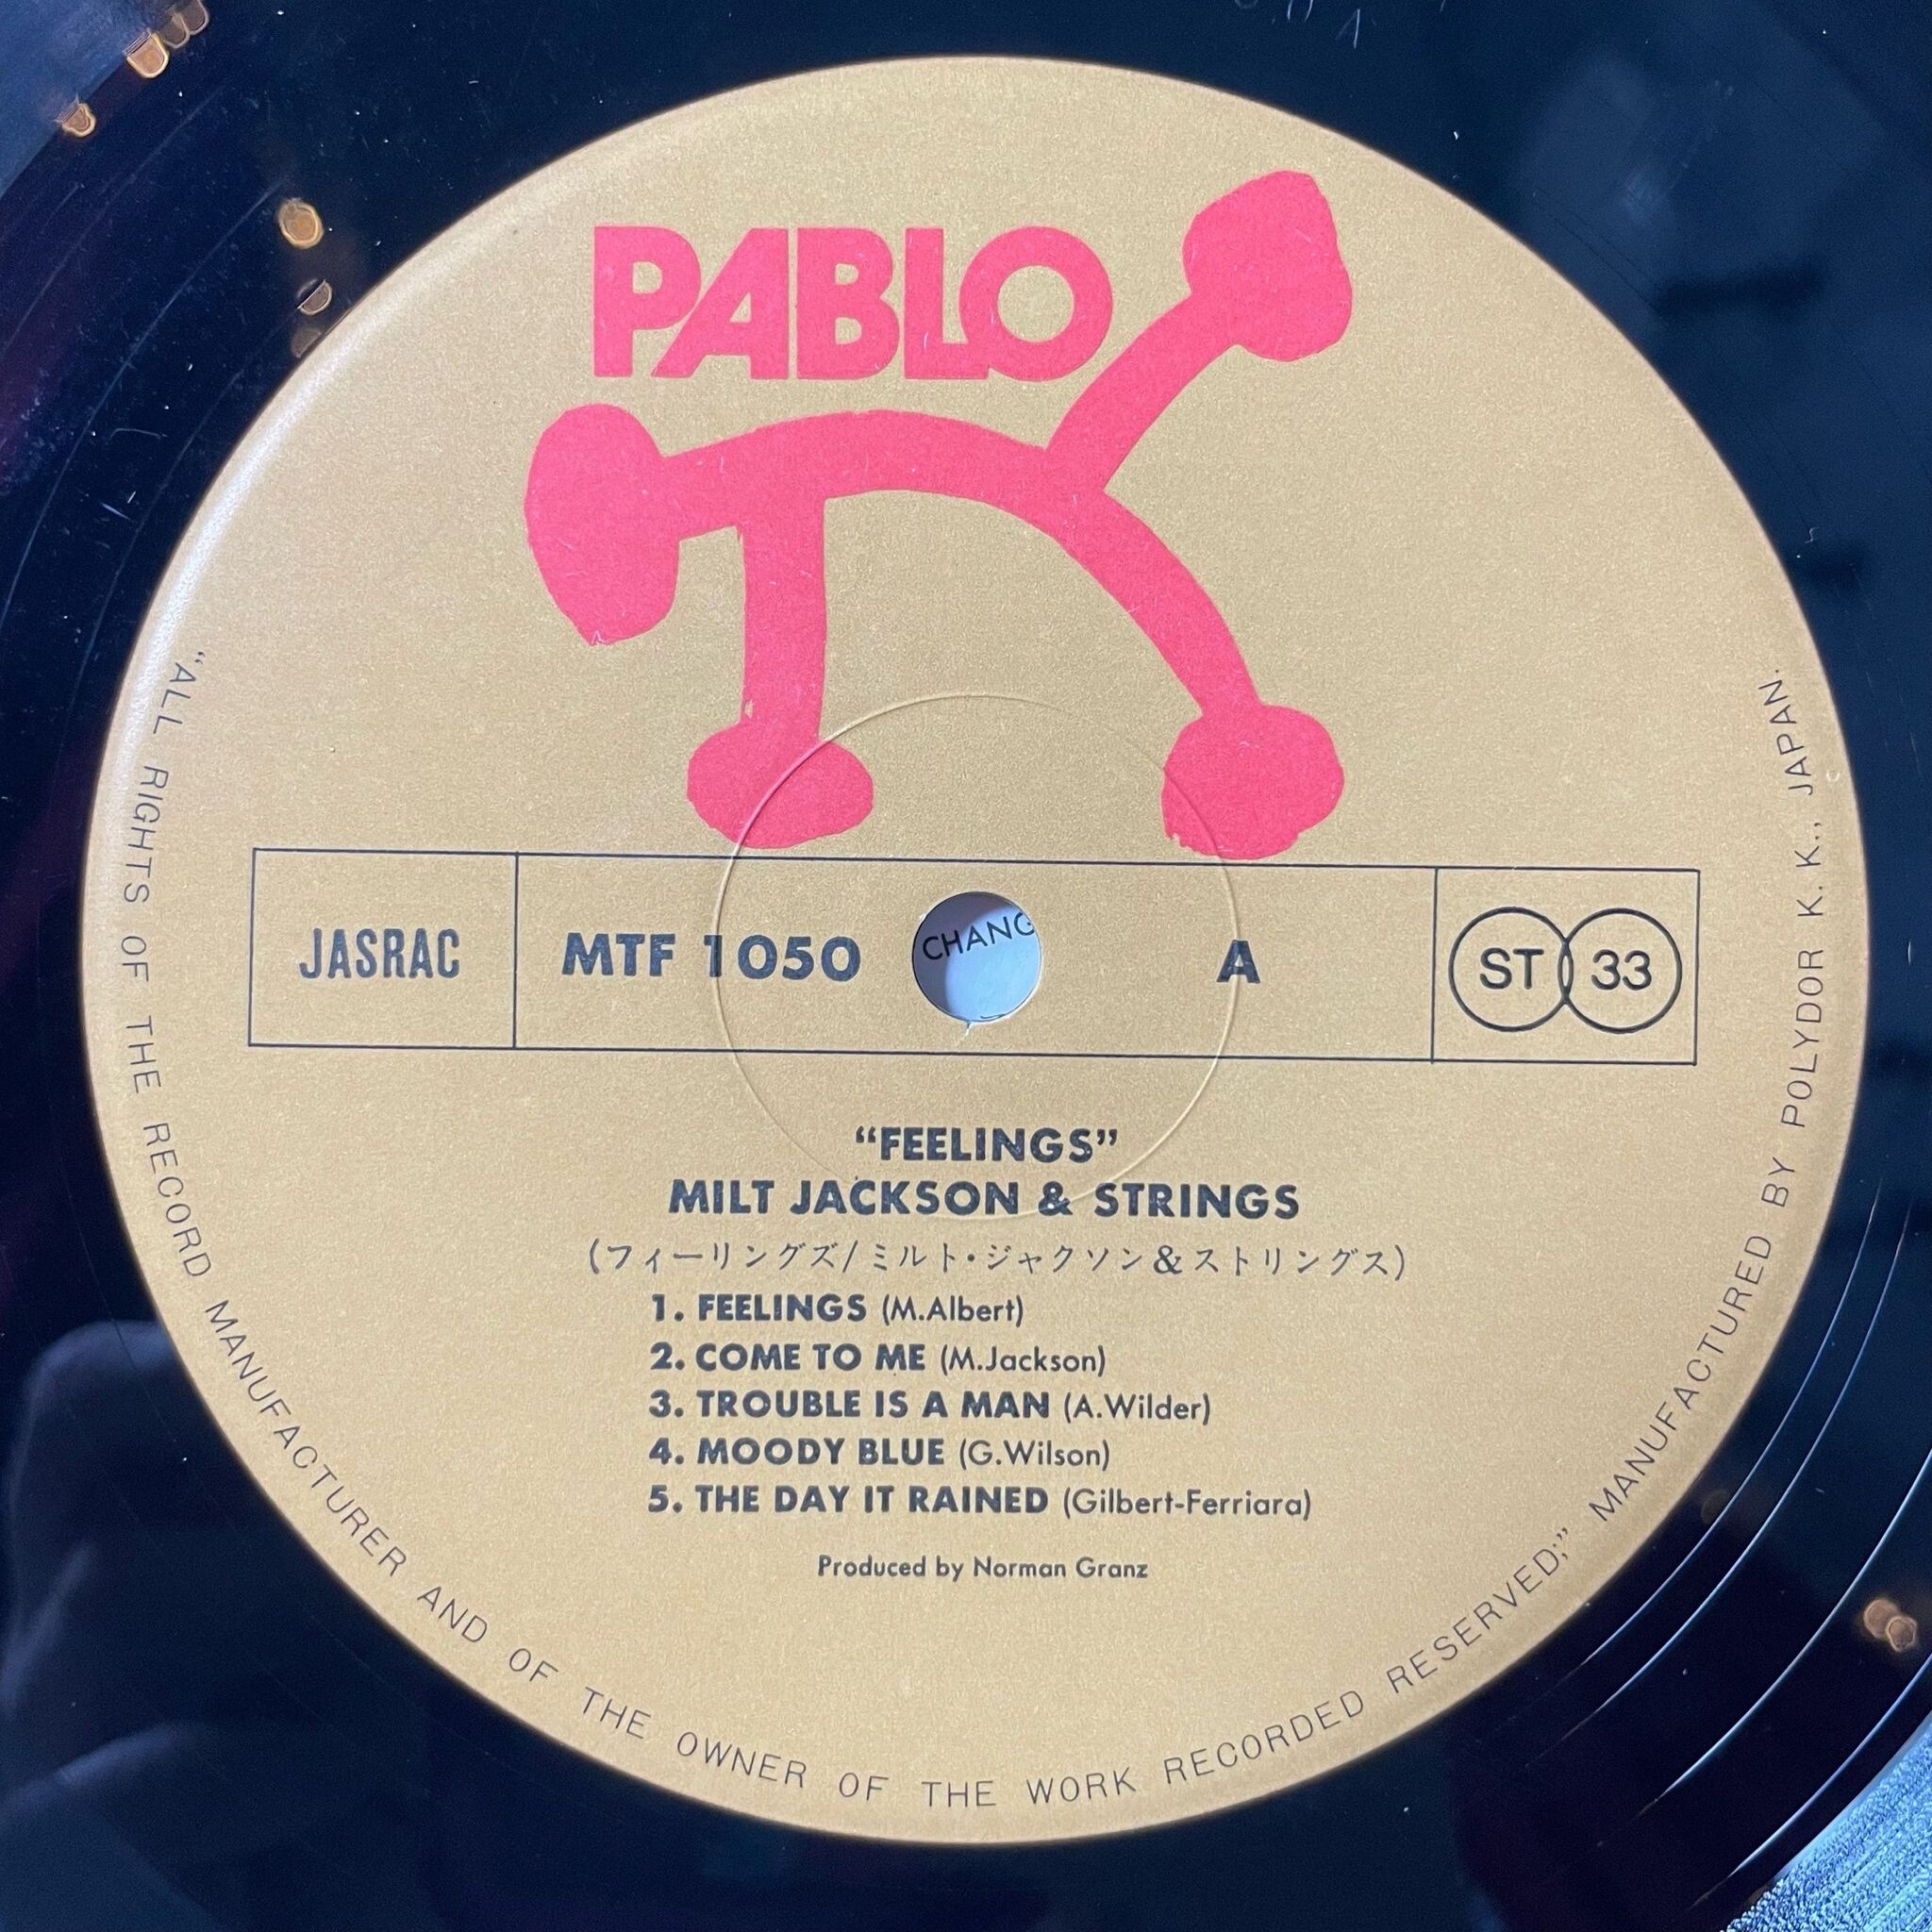 PABLO
JASRAC
MTF 1050
CHANG
A
ST 33
“FEELINGS”
MILT JACKSON & STRINGS
(フィーリングズ/ミルト・ジャクソン&ストリングス)
1. FEELINGS (M.Albert)
2. COME TO ME (M.Jackson)
3. TROUBLE IS A MAN (A.Wilder)
4. MOODY BLUE (G.Wilson)
5. THE DAY IT RAINED (Gilbert-Ferriara)
Produced by Norman Granz
“ALL RIGHTS OF THE RECORD MANUFACTURER AND OF THE OWNER OF THE WORK RECORDED RESERVED;” MANUFACTURED BY POLYDOR K.K., JAPAN.